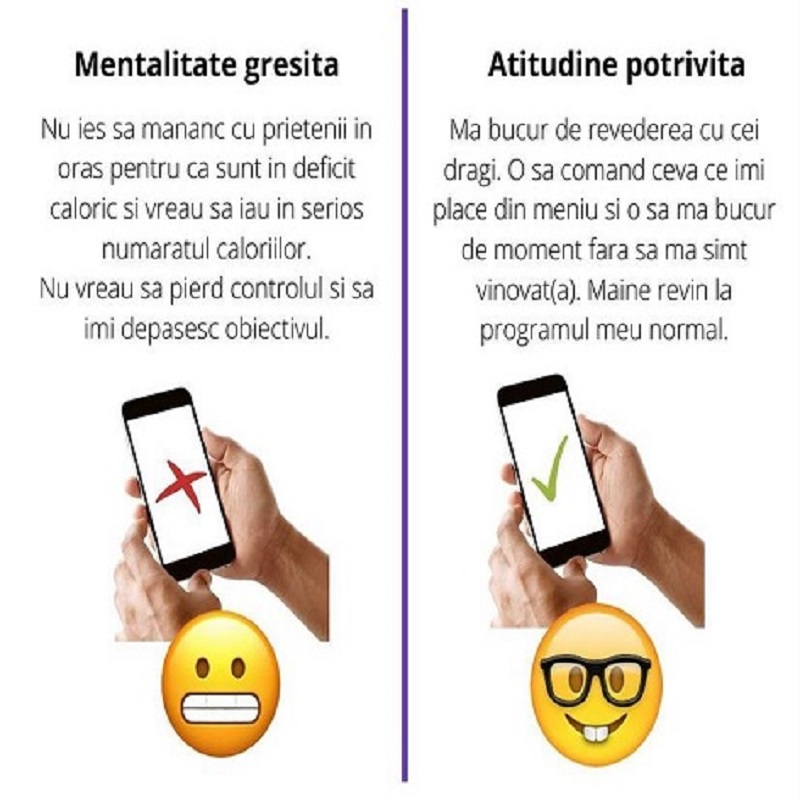 Mentalitate gresita
Nu ies sa mananc cu prietenii in
oras pentru ca sunt in deficit
caloric si vreau sa iau in serios
numaratul caloriilor.
Nu vreau sa pierd controlul si sa
imi depasesc obiectivul.
Atitudine potrivita
Ma bucur de revederea cu cei
dragi. O sa comand ceva ce imi
place din meniu si o sa ma bucur
de moment fara sa ma simt
vinovat(a). Maine revin la
programul meu normal.